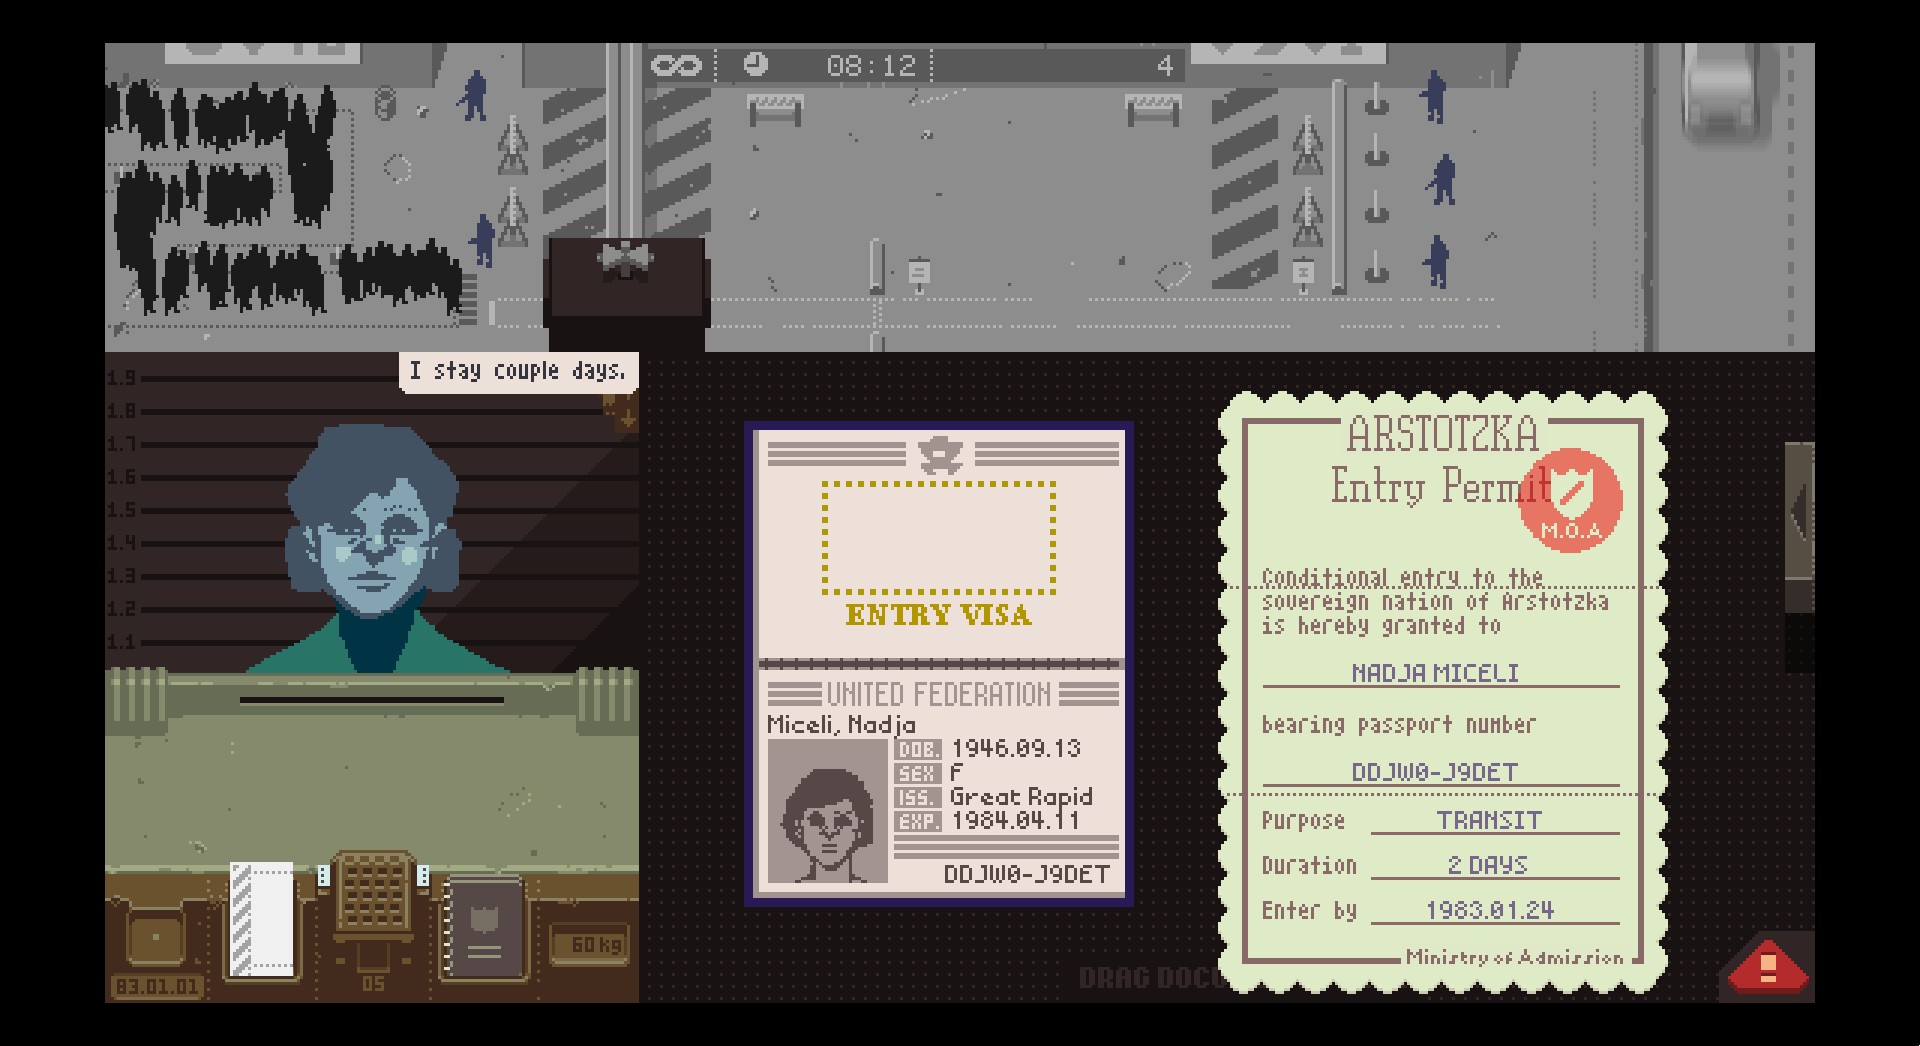 08:12
4
I stay couple days.
1.9
1.8
1.7
1.6
1.5
1.4
1.3
1.2
1.1
ENTRY VISA
UNITED FEDERATION
Miceli, Nadja
DOB. 1946.09.13
SEX F
ISS. Great Rapid
EXP. 1984.04.11
DDJW0-J9DET
ARSTOTZKA
Entry Permit
M.O.A
Conditional entry to the
sovereign nation of Arstotzka
is hereby granted to
NADJA MICELI
bearing passport number
DDJW0-J9DET
Purpose TRANSIT
Duration 2 DAYS
Enter by 1983.01.24
Ministry of Admission
60kg
83.01.01
05
DRAG